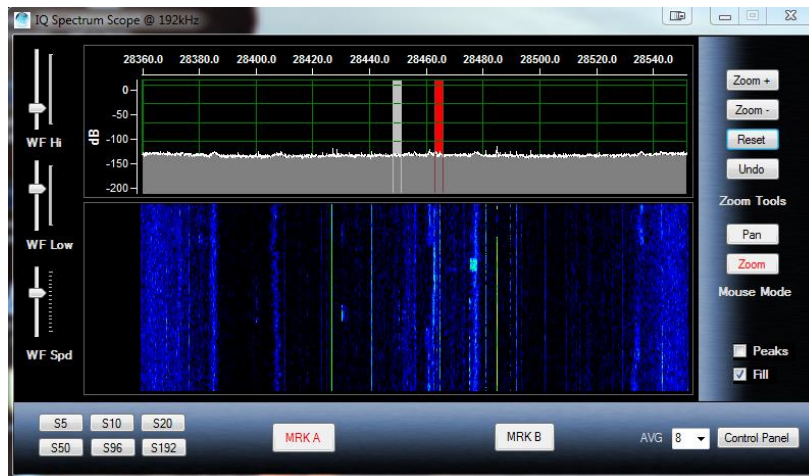 IQ Spectrum Scope @ 192kHz
28360.0 28400.0 28420.0 28440.0 28460.0 28480.0 28500.0 28520.0 28540.0
0
-50
-100
-150
-200
dB
WF Hi
WF Low
WF Spd
Zoom +
Zoom -
Reset
Undo
Zoom Tools
Pan
Zoom
Mouse Mode
Peaks
Fill
S5 S10 S20
S50 S96 S192
MRK A
MRK B
AVG 8 Control Panel